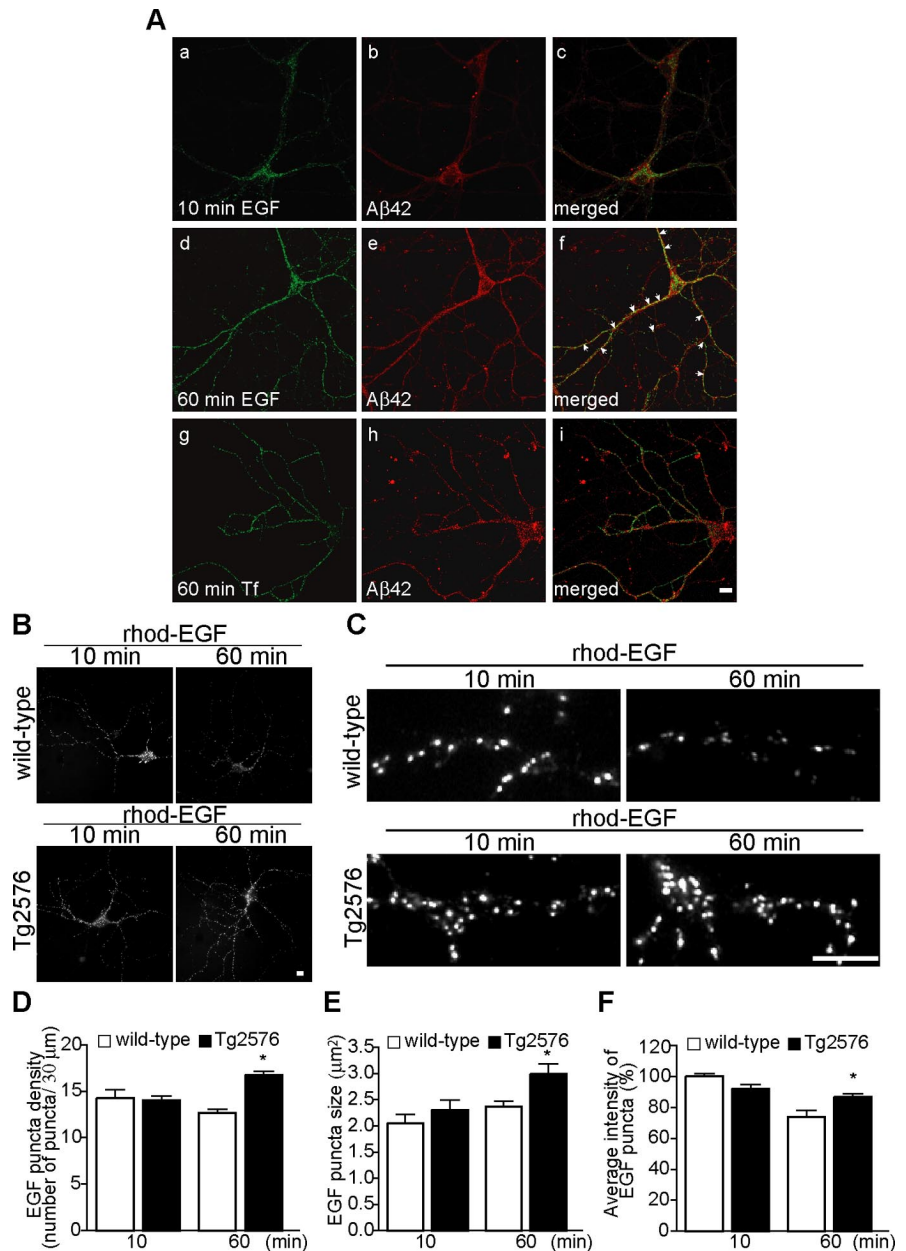 A
a
b
c
10 min EGF
Aβ42
merged
d
e
f
60 min EGF
Aβ42
merged
g
h
i
60 min Tf
Aβ42
merged
B
rhod-EGF
10 min 60 min
wild-type
rhod-EGF
10 min 60 min
Tg2576
C
rhod-EGF
10 min 60 min
wild-type
rhod-EGF
10 min 60 min
Tg2576
D
wild-type Tg2576
EGF puncta density
(number of puncta/ 30 μm)
20
15
10
5
0
*
10 60 (min)
E
wild-type Tg2576
EGF puncta size (μm²)
3.5
3.0
2.5
2.0
1.5
1.0
0.5
0
*
10 60 (min)
F
wild-type Tg2576
Average intensity of
EGF puncta (%)
120
100
80
60
40
20
0
*
10 60 (min)